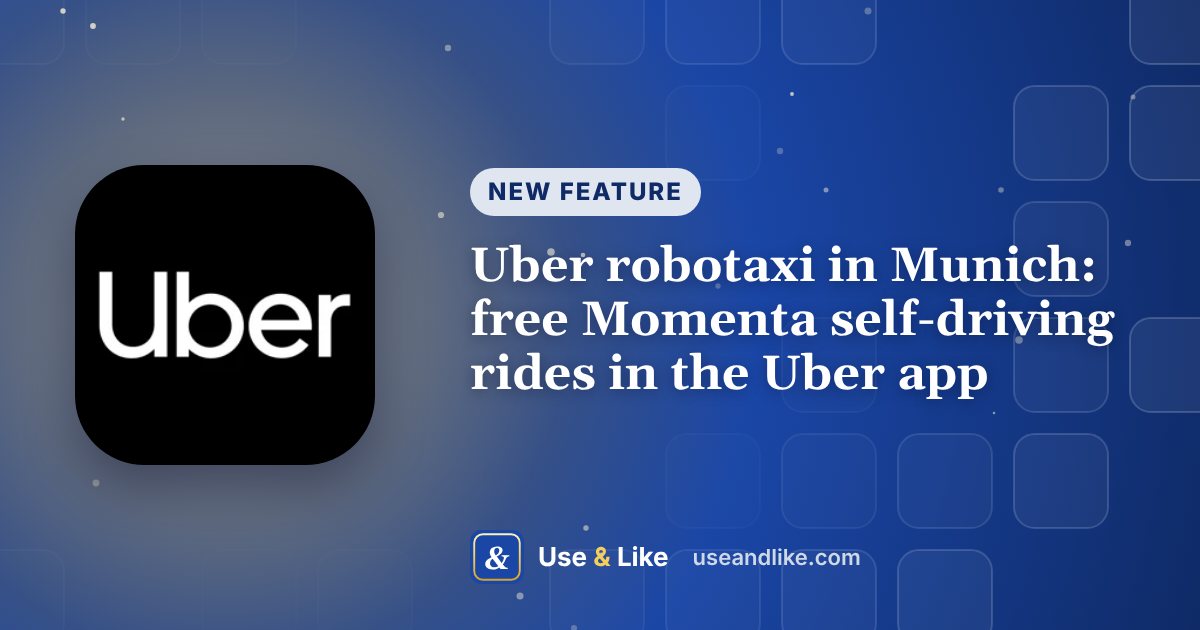 Uber
NEW FEATURE
Uber robotaxi in Munich:
free Momenta self-driving
rides in the Uber app
& Use & Like useandlike.com